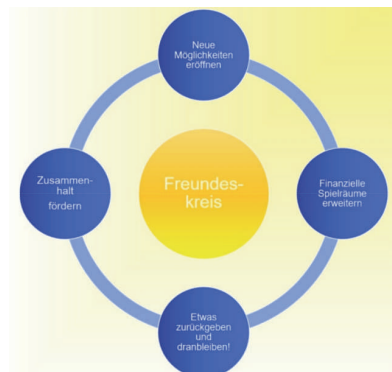 Neue
Möglichkeiten
eröffnen
Zusammen-
halt
fördern
Freundes-
kreis
Finanzielle
Spielräume
erweitern
Etwas
zurückgeben
und
dranbleiben!